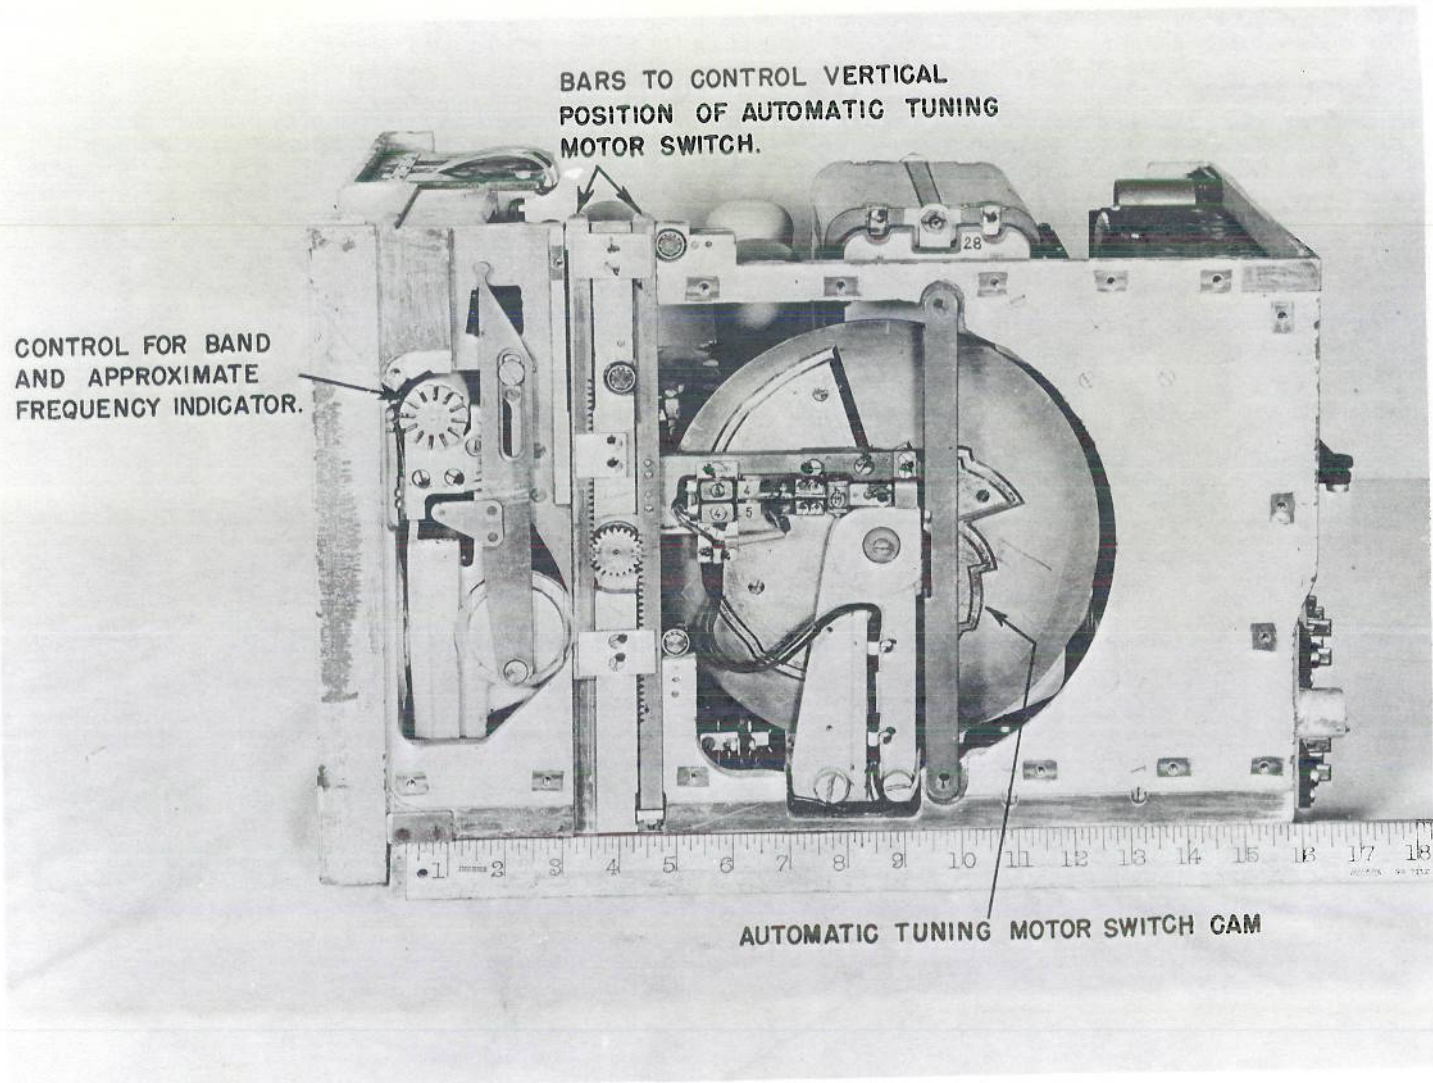 BARS TO CONTROL VERTICAL
POSITION OF AUTOMATIC TUNING
MOTOR SWITCH.
28
CONTROL FOR BAND
AND APPROXIMATE
FREQUENCY INDICATOR.
4
4 5
1 INCHES 2 3 4 5 6 7 8 9 10 11 12 13 14 15 16 17 18
AUTOMATIC TUNING MOTOR SWITCH CAM